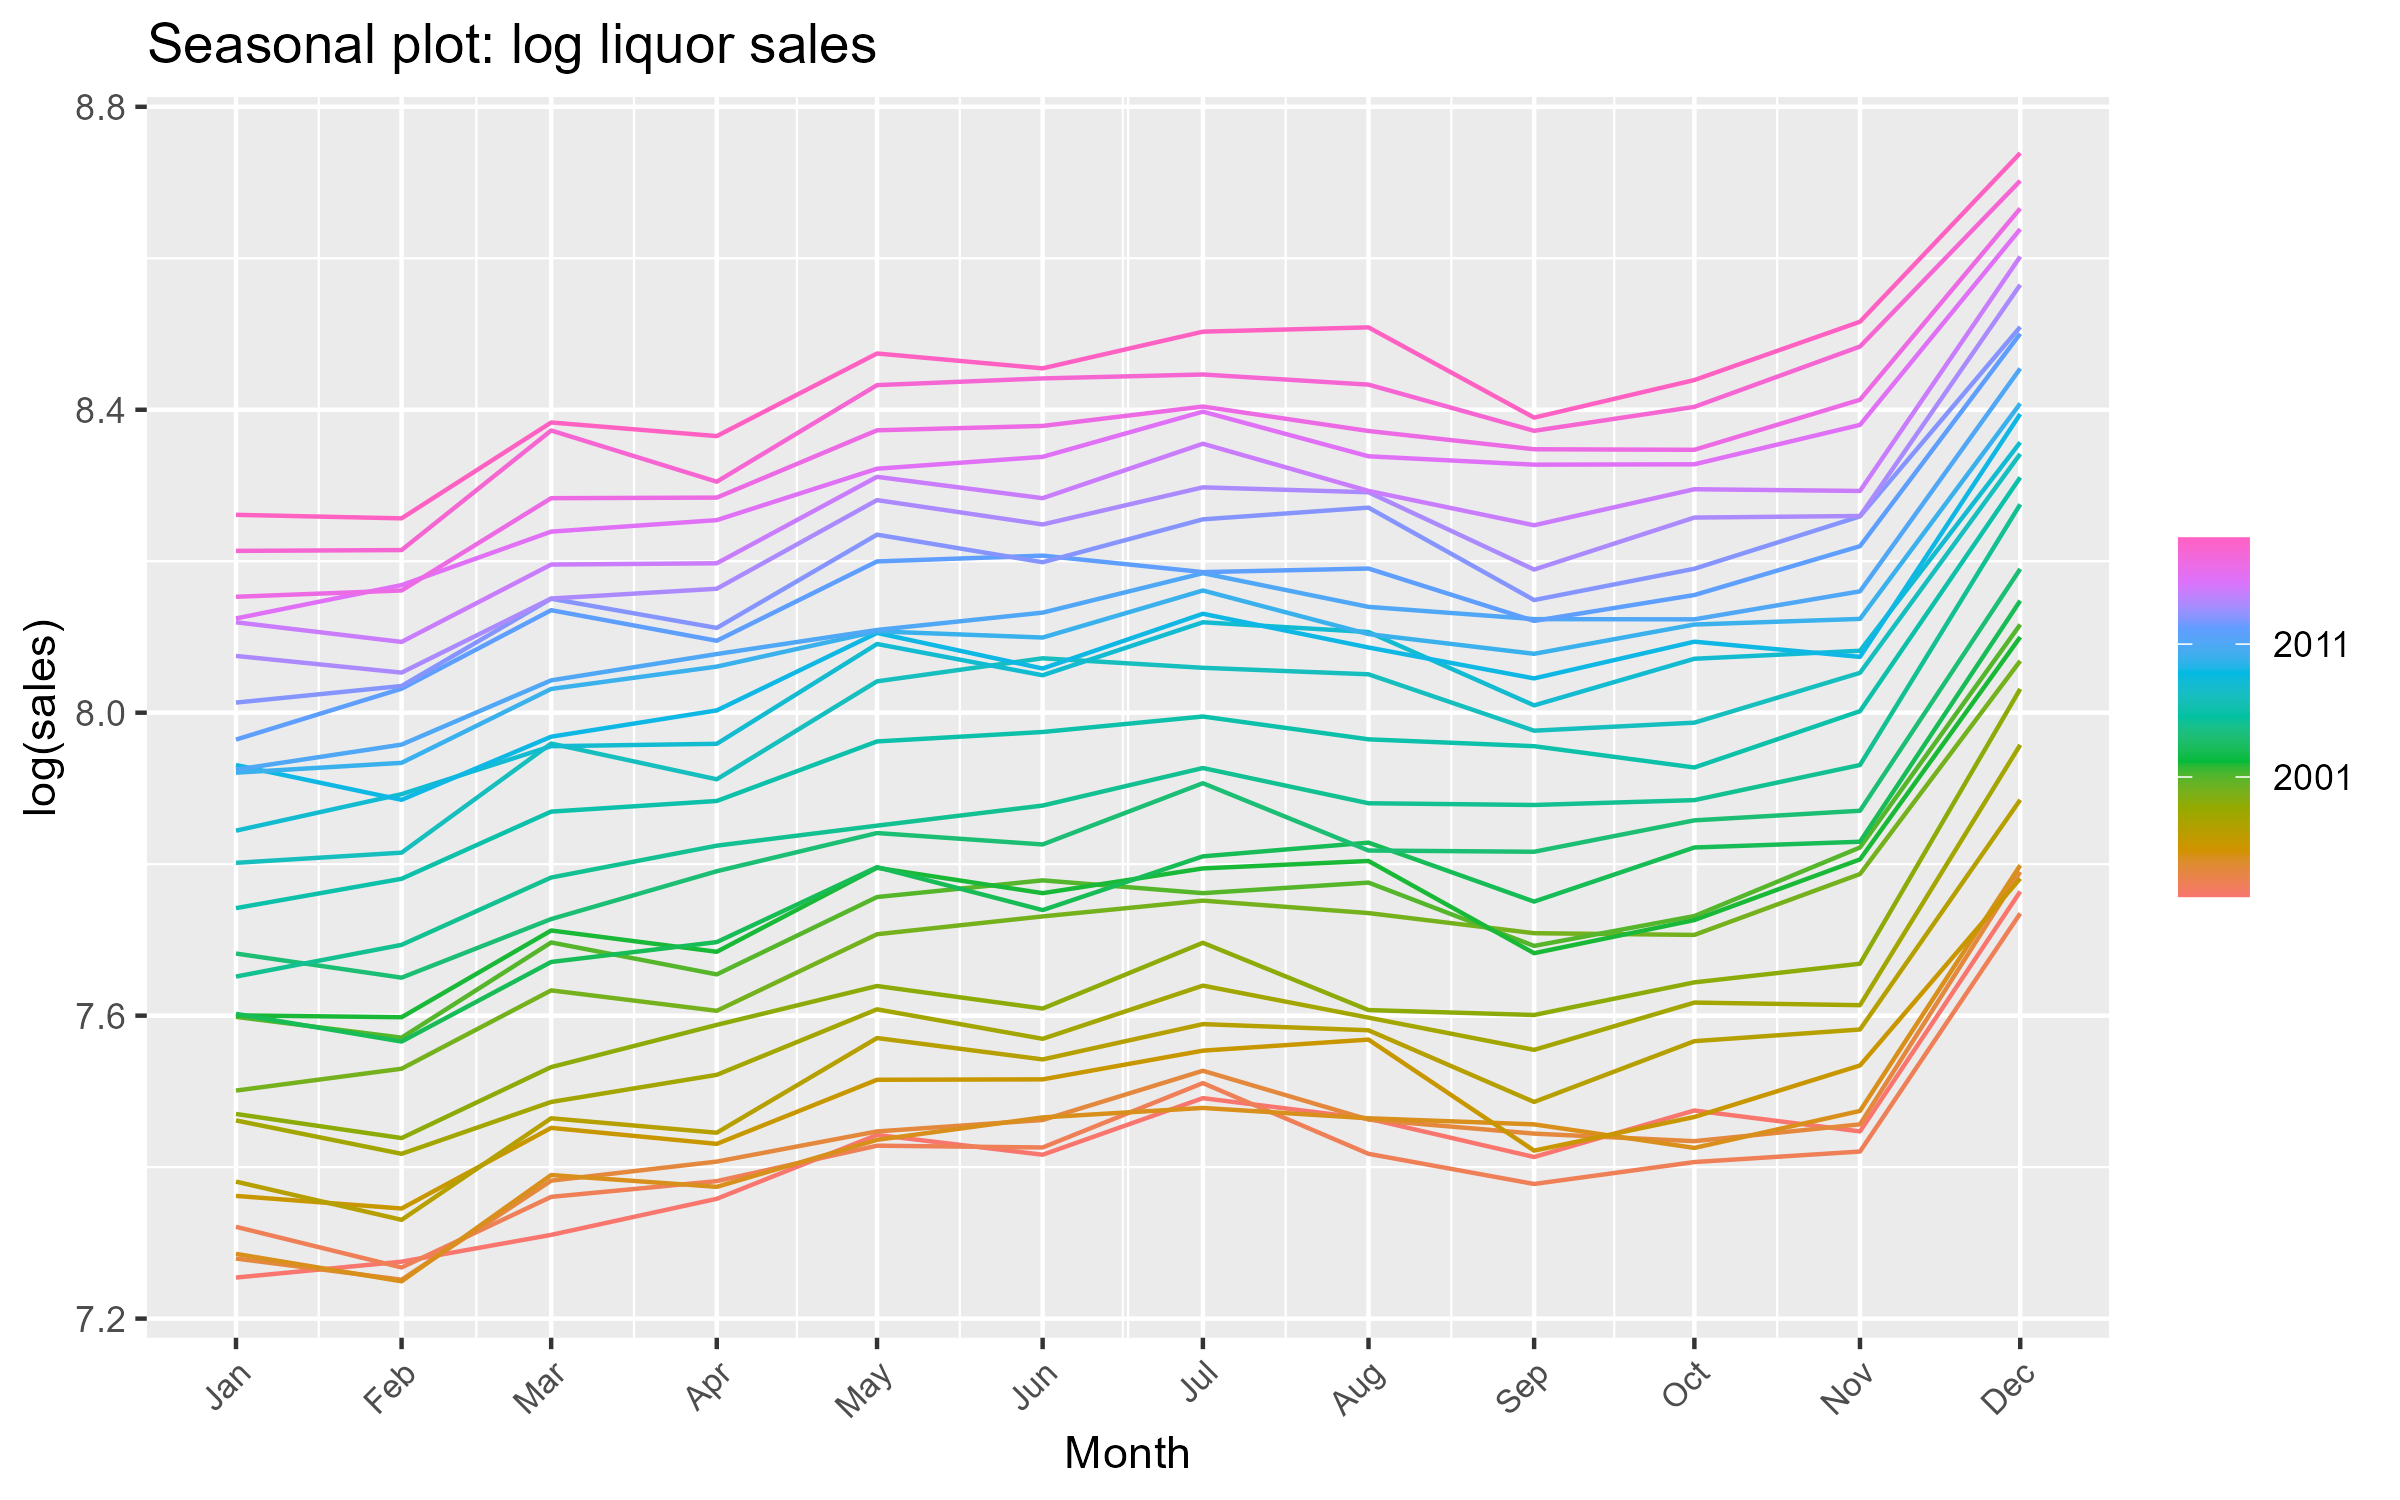 Seasonal plot: log liquor sales
8.8
8.4
8.0
7.6
7.2
log(sales)
Jan
Feb
Mar
Apr
May
Jun
Jul
Aug
Sep
Oct
Nov
Dec
Month
2011
2001